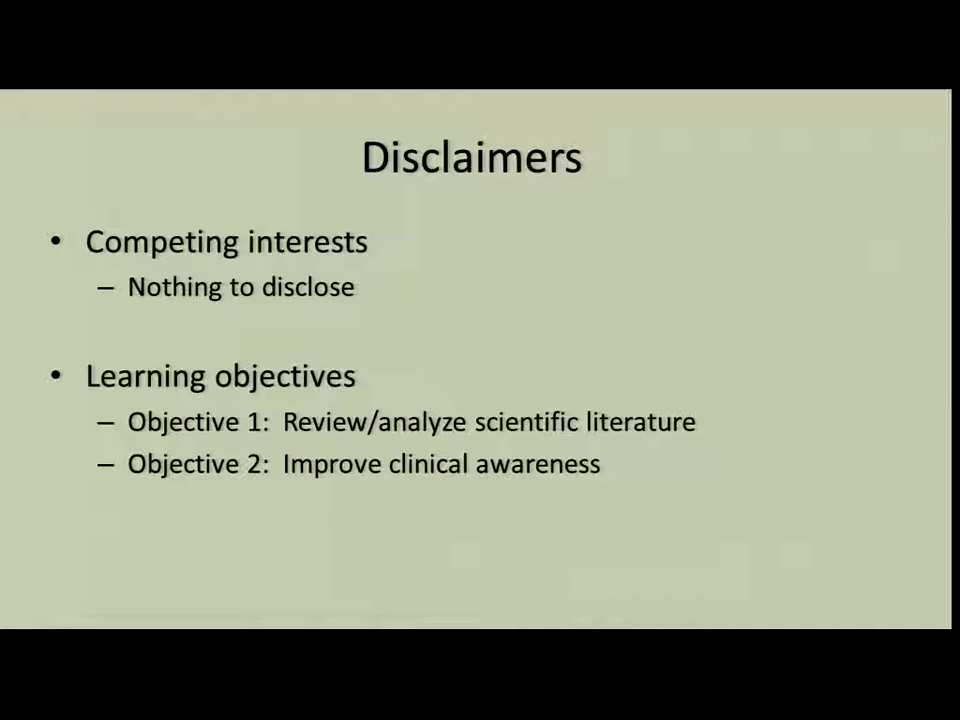 Disclaimers
• Competing interests
– Nothing to disclose
• Learning objectives
– Objective 1: Review/analyze scientific literature
– Objective 2: Improve clinical awareness